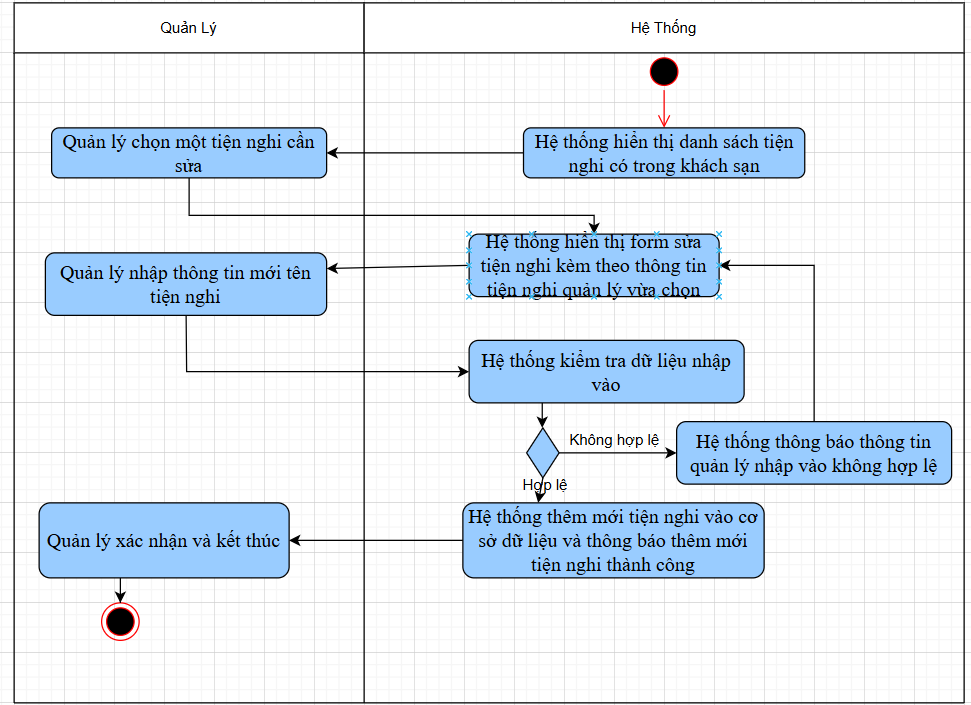 Quản Lý
Hệ Thống
Hệ thống hiển thị danh sách tiện
nghi có trong khách sạn
Quản lý chọn một tiện nghi cần
sửa
Hệ thống hiển thị form sửa
tiện nghi kèm theo thông tin
tiện nghi quản lý vừa chọn
Quản lý nhập thông tin mới tên
tiện nghi
Hệ thống kiểm tra dữ liệu nhập
vào
Không hợp lệ
Hệ thống thông báo thông tin
quản lý nhập vào không hợp lệ
Hợp lệ
Hệ thống thêm mới tiện nghi vào cơ
sở dữ liệu và thông báo thêm mới
tiện nghi thành công
Quản lý xác nhận và kết thúc